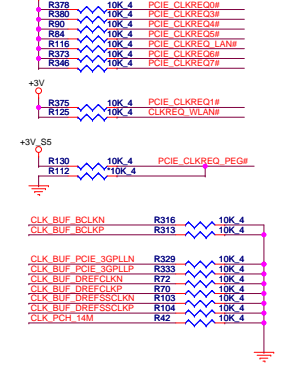 R378 10K_4 PCIE_CLKREQ0#
R380 10K_4 PCIE_CLKREQ3#
R90 10K_4 PCIE_CLKREQ4#
R84 10K_4 PCIE_CLKREQ5#
R116 10K_4 PCIE_CLKREQ_LAN#
R373 10K_4 PCIE_CLKREQ6#
R346 10K_4 PCIE_CLKREQ7#
+3V
R375 10K_4 PCIE_CLKREQ1#
R125 10K_4 CLKREQ_WLAN#
+3V_S5
R130 10K_4 PCIE_CLKREQ_PEG#
R112 *10K_4
CLK_BUF_BCLKN R316 10K_4
CLK_BUF_BCLKP R313 10K_4
CLK_BUF_PCIE_3GPLLN R329 10K_4
CLK_BUF_PCIE_3GPLLP R333 10K_4
CLK_BUF_DREFCLKN R72 10K_4
CLK_BUF_DREFCLKP R70 10K_4
CLK_BUF_DREFSSCLKN R103 10K_4
CLK_BUF_DREFSSCLKP R104 10K_4
CLK_PCH_14M R42 10K_4